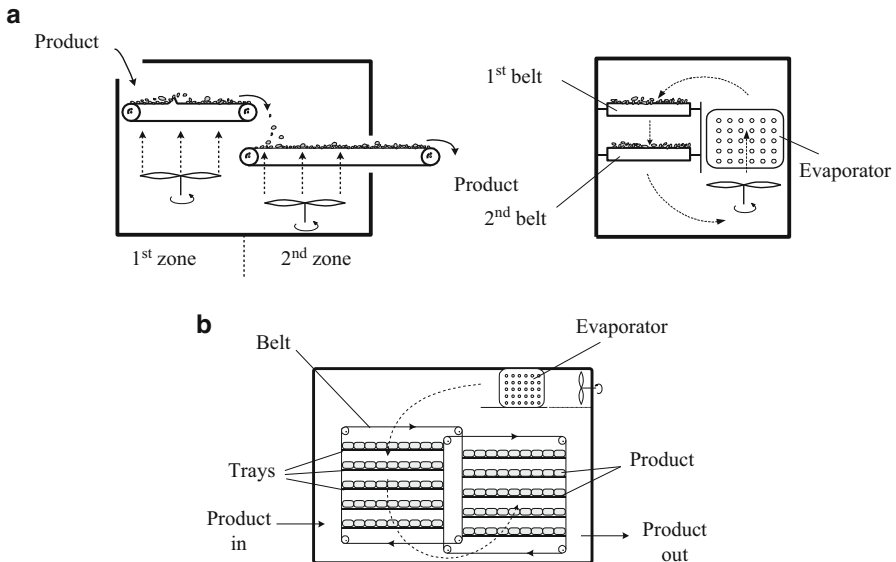 a
Product
Product
1st zone
2nd zone
1st belt
2nd belt
Evaporator
b
Belt
Evaporator
Trays
Product
Product
in
Product
out